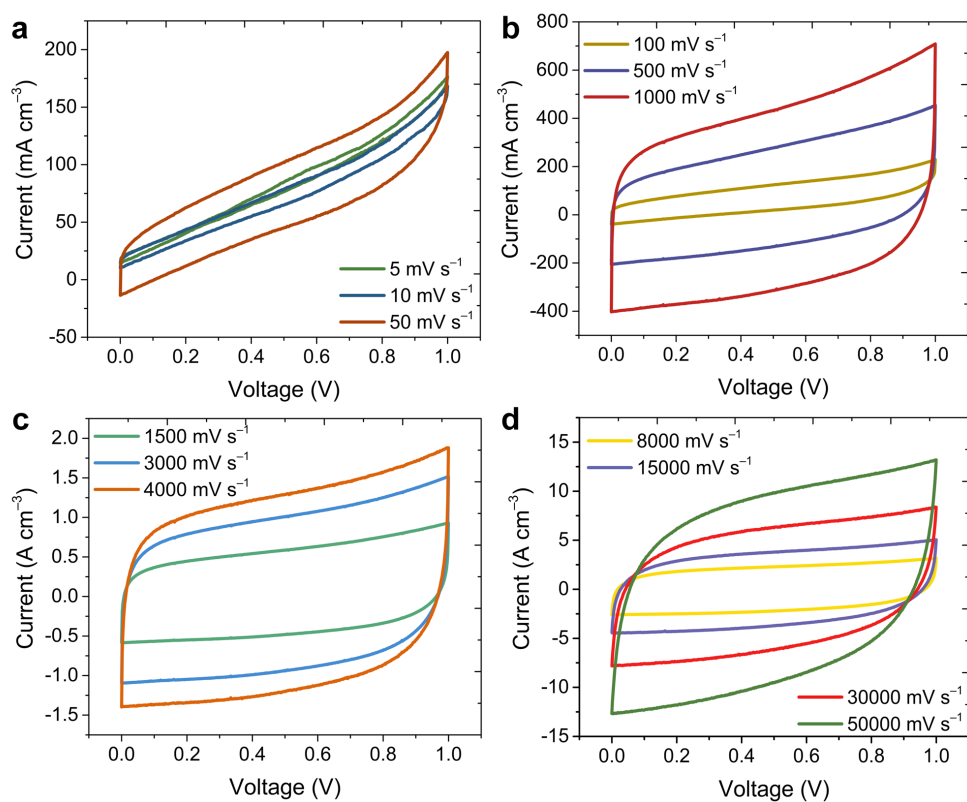 a
200
150
100
50
0
-50
Current (mA cm⁻³)
5 mV s⁻¹
10 mV s⁻¹
50 mV s⁻¹
0.0 0.2 0.4 0.6 0.8 1.0
Voltage (V)
b
800
600
400
200
0
-200
-400
Current (mA cm⁻³)
100 mV s⁻¹
500 mV s⁻¹
1000 mV s⁻¹
0.0 0.2 0.4 0.6 0.8 1.0
Voltage (V)
c
2.0
1.5
1.0
0.5
0.0
-0.5
-1.0
-1.5
Current (A cm⁻³)
1500 mV s⁻¹
3000 mV s⁻¹
4000 mV s⁻¹
0.0 0.2 0.4 0.6 0.8 1.0
Voltage (V)
d
15
10
5
0
-5
-10
-15
Current (A cm⁻³)
8000 mV s⁻¹
15000 mV s⁻¹
30000 mV s⁻¹
50000 mV s⁻¹
0.0 0.2 0.4 0.6 0.8 1.0
Voltage (V)